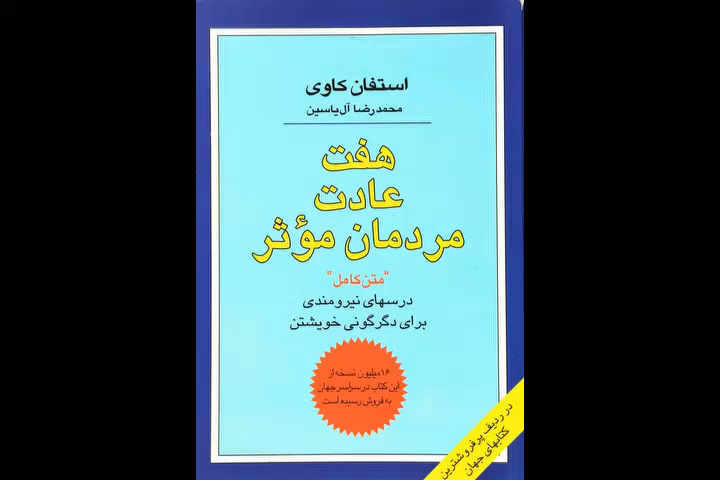 استفان کاوی
محمدرضا آل‌یاسین
هفت
عادت
مردمان مؤثر
"متن کامل"
درسهای نیرومندی
برای دگرگونی خویشتن
۱۶ میلیون نسخه از
این کتاب در سراسر جهان
به فروش رسیده است
در ردیف پرفروشترین
کتابهای جهان